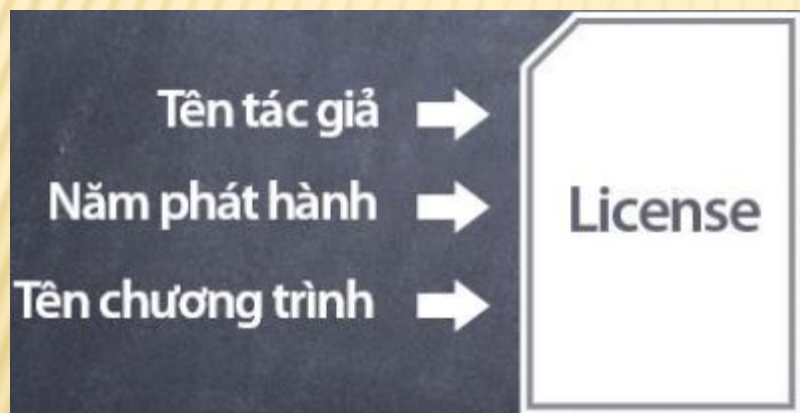 Tên tác giả
Năm phát hành
License
Tên chương trình